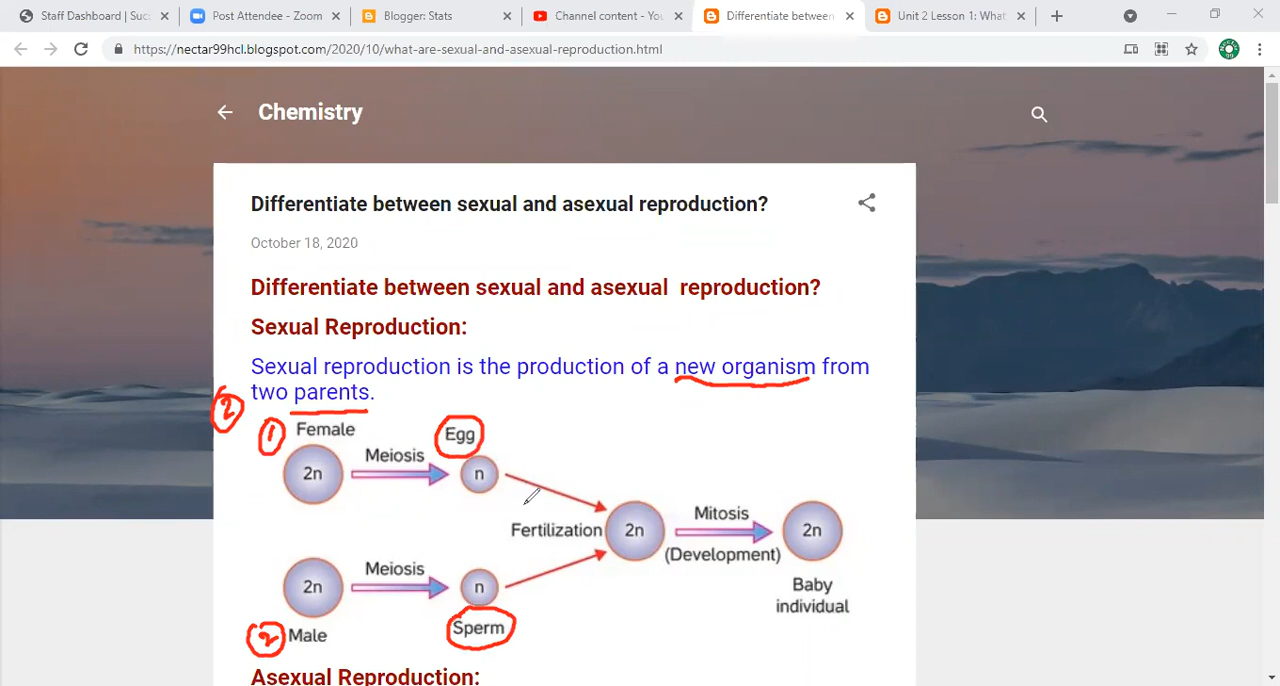 Staff Dashboard | Suc
Post Attendee - Zoom
Blogger: Stats
Channel content - You
Differentiate between
Unit 2 Lesson 1: What
https://nectar99hcl.blogspot.com/2020/10/what-are-sexual-and-asexual-reproduction.html
Chemistry
Differentiate between sexual and asexual reproduction?
October 18, 2020
Differentiate between sexual and asexual reproduction?
Sexual Reproduction:
Sexual reproduction is the production of a new organism from
two parents.
2
1
Female
Egg
Meiosis
2n
n
Mitosis
Fertilization
2n
2n
(Development)
Meiosis
2n
n
Baby
individual
2
Male
Sperm
Asexual Reproduction: